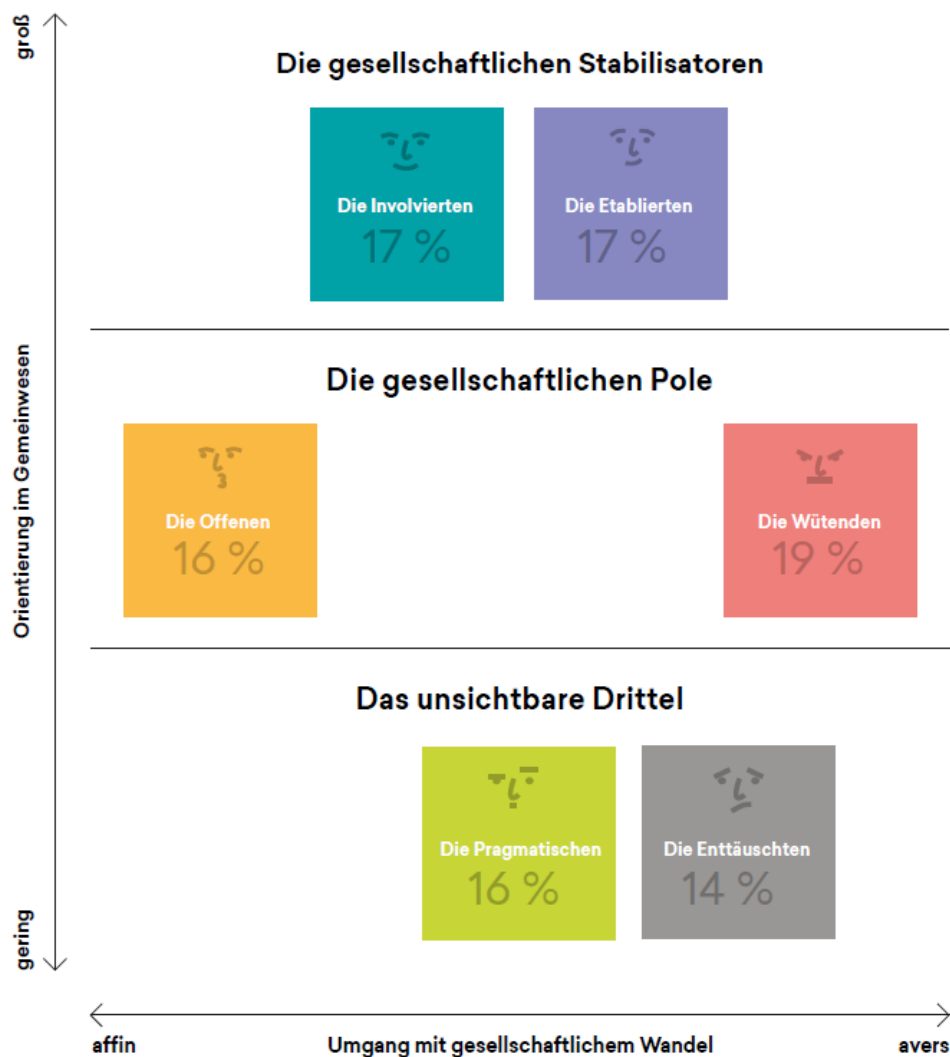 groß
Die gesellschaftlichen Stabilisatoren
Die Involvierten
17 %
Die Etablierten
17 %
Orientierung im Gemeinwesen
Die gesellschaftlichen Pole
Die Offenen
16 %
Die Wütenden
19 %
Das unsichtbare Drittel
Die Pragmatischen
16 %
Die Enttäuschten
14 %
gering
affin
Umgang mit gesellschaftlichem Wandel
avers